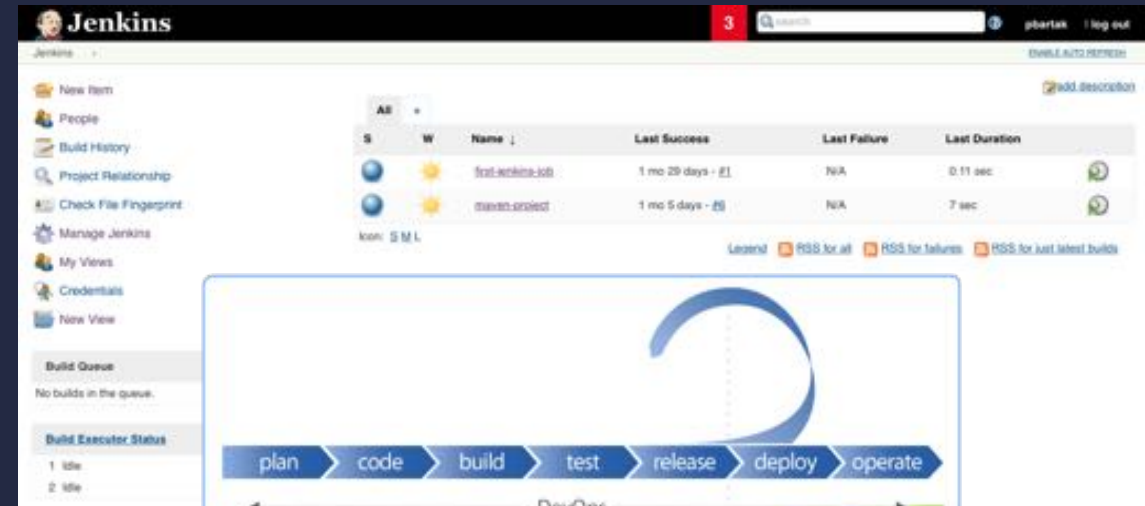 Jenkins 3 search pbartak | log out
Jenkins ENABLE AUTO REFRESH
New Item
People
Build History
Project Relationship
Check File Fingerprint
Manage Jenkins
My Views
Credentials
New View
add description
All +
S W Name ↓ Last Success Last Failure Last Duration
first-jenkins-job 1 mo 29 days - #1 N/A 0.11 sec
maven-project 1 mo 5 days - #6 N/A 7 sec
Icon: S M L
Legend RSS for all RSS for failures RSS for just latest builds
Build Queue
No builds in the queue.
Build Executor Status
1 Idle
2 Idle
plan code build test release deploy operate
DevOps